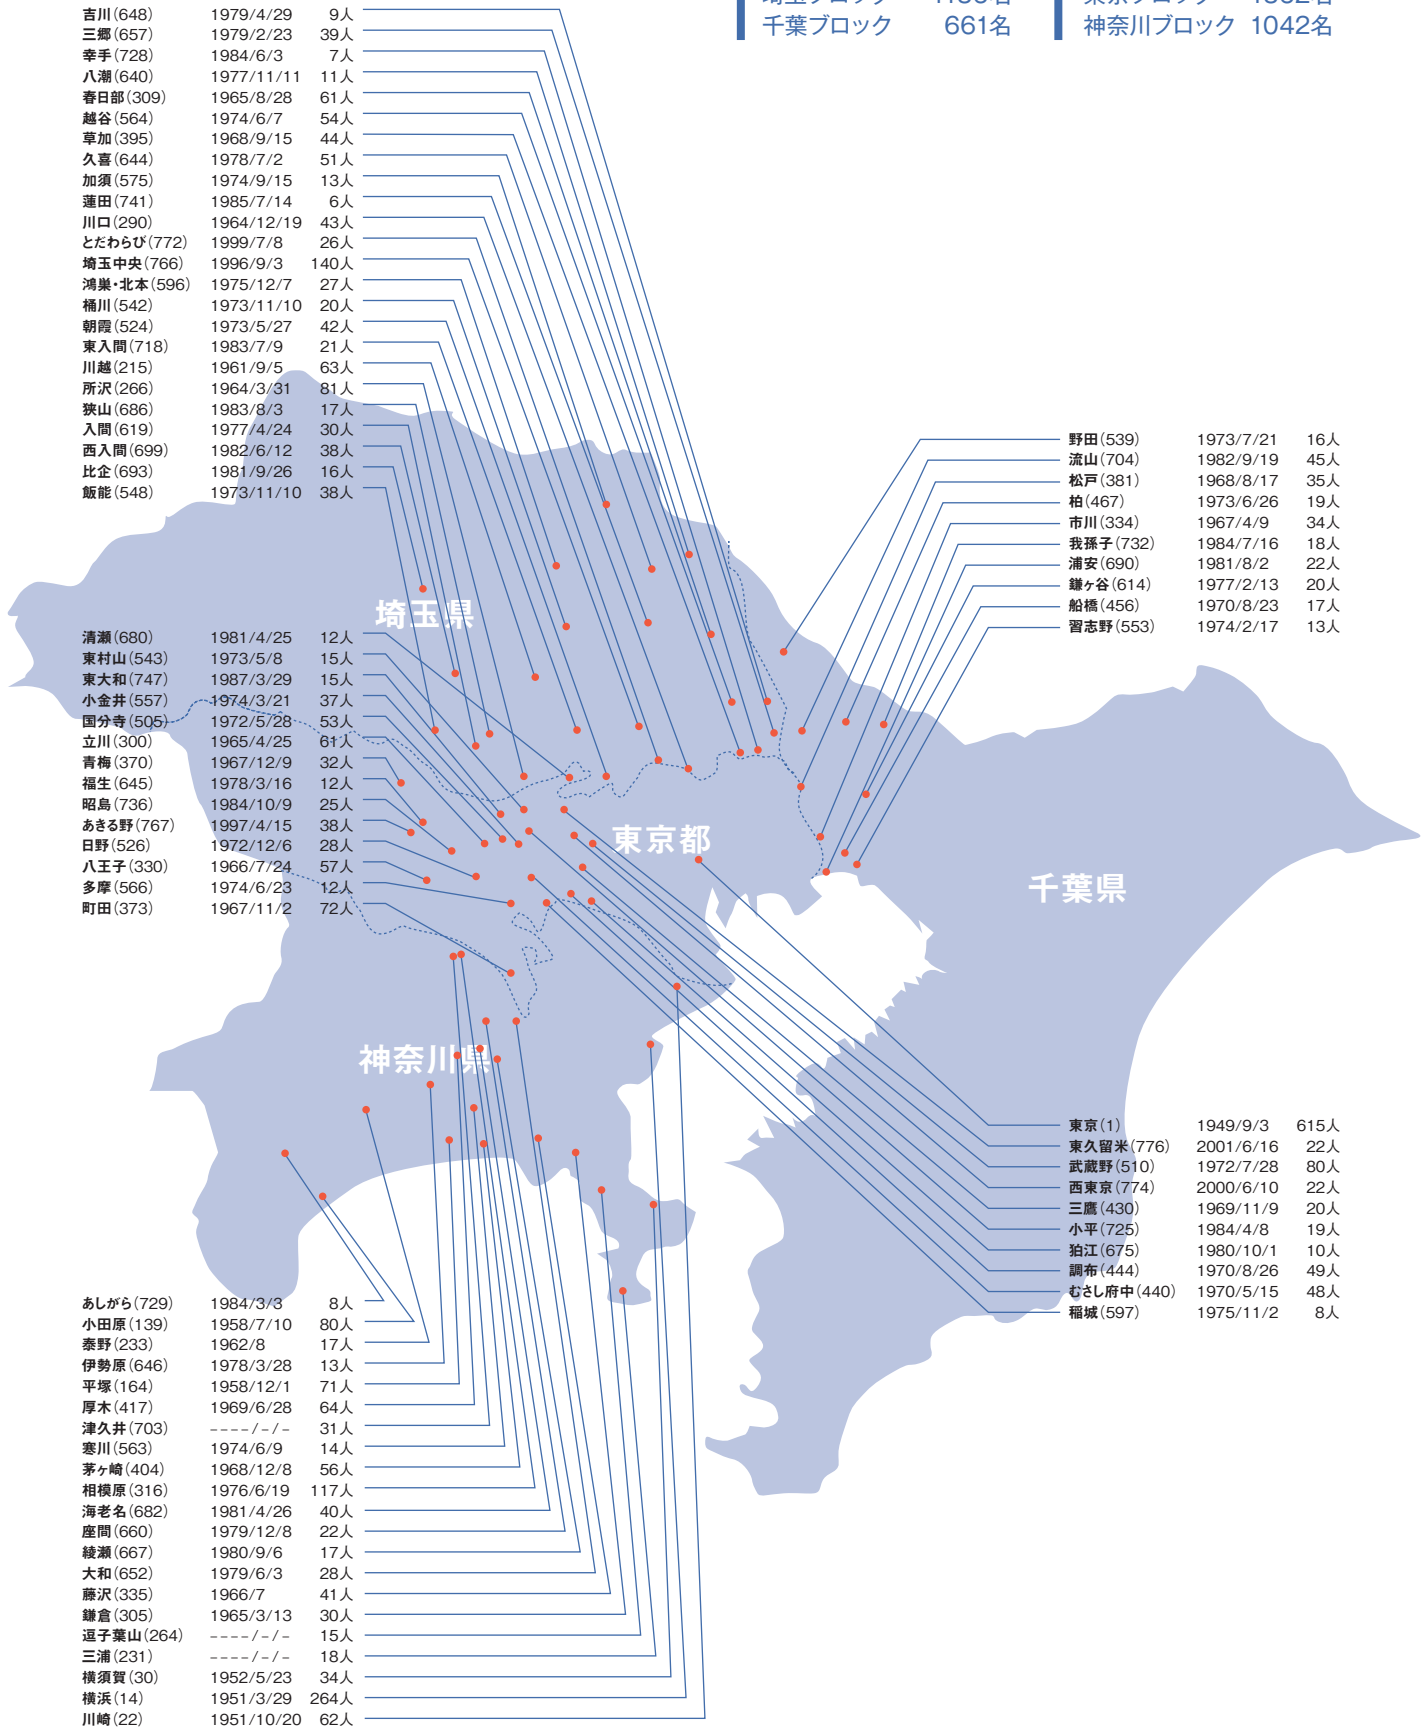 千葉ブロック 661名
神奈川ブロック 1042名
吉川(648) 1979/4/29 9人
三郷(657) 1979/2/23 39人
幸手(728) 1984/6/3 7人
八潮(640) 1977/11/11 11人
春日部(309) 1965/8/28 61人
越谷(564) 1974/6/7 54人
草加(395) 1968/9/15 44人
久喜(644) 1978/7/2 51人
加須(575) 1974/9/15 13人
蓮田(741) 1985/7/14 6人
川口(290) 1964/12/19 43人
とだわらび(772) 1999/7/8 26人
埼玉中央(766) 1996/9/3 140人
鴻巣・北本(596) 1975/12/7 27人
桶川(542) 1973/11/10 20人
朝霞(524) 1973/5/27 42人
東入間(718) 1983/7/9 21人
川越(215) 1961/9/5 63人
所沢(266) 1964/3/31 81人
狭山(686) 1983/8/3 17人
入間(619) 1977/4/24 30人
西入間(699) 1982/6/12 38人
比企(693) 1981/9/26 16人
飯能(548) 1973/11/10 38人
野田(539) 1973/7/21 16人
流山(704) 1982/9/19 45人
松戸(381) 1968/8/17 35人
柏(467) 1973/6/26 19人
市川(334) 1967/4/9 34人
我孫子(732) 1984/7/16 18人
浦安(690) 1981/8/2 22人
鎌ヶ谷(614) 1977/2/13 20人
船橋(456) 1970/8/23 17人
習志野(553) 1974/2/17 13人
埼玉県
清瀬(680) 1981/4/25 12人
東村山(543) 1973/5/8 15人
東大和(747) 1987/3/29 15人
小金井(557) 1974/3/21 37人
国分寺(505) 1972/5/28 53人
立川(300) 1965/4/25 61人
青梅(370) 1967/12/9 32人
福生(645) 1978/3/16 12人
昭島(736) 1984/10/9 25人
あきる野(767) 1997/4/15 38人
日野(526) 1972/12/6 28人
八王子(330) 1966/7/24 57人
多摩(566) 1974/6/23 12人
町田(373) 1967/11/2 72人
東京都
千葉県
神奈川県
東京(1) 1949/9/3 615人
東久留米(776) 2001/6/16 22人
武蔵野(510) 1972/7/28 80人
西東京(774) 2000/6/10 22人
三鷹(430) 1969/11/9 20人
小平(725) 1984/4/8 19人
狛江(675) 1980/10/1 10人
調布(444) 1970/8/26 49人
むさし府中(440) 1970/5/15 48人
稲城(597) 1975/11/2 8人
あしがら(729) 1984/3/3 8人
小田原(139) 1958/7/10 80人
泰野(233) 1962/8 17人
伊勢原(646) 1978/3/28 13人
平塚(164) 1958/12/1 71人
厚木(417) 1969/6/28 64人
津久井(703) ----/-/- 31人
寒川(563) 1974/6/9 14人
茅ヶ崎(404) 1968/12/8 56人
相模原(316) 1976/6/19 117人
海老名(682) 1981/4/26 40人
座間(660) 1979/12/8 22人
綾瀬(667) 1980/9/6 17人
大和(652) 1979/6/3 28人
藤沢(335) 1966/7 41人
鎌倉(305) 1965/3/13 30人
逗子葉山(264) ----/-/- 15人
三浦(231) ----/-/- 18人
横須賀(30) 1952/5/23 34人
横浜(14) 1951/3/29 264人
川崎(22) 1951/10/20 62人